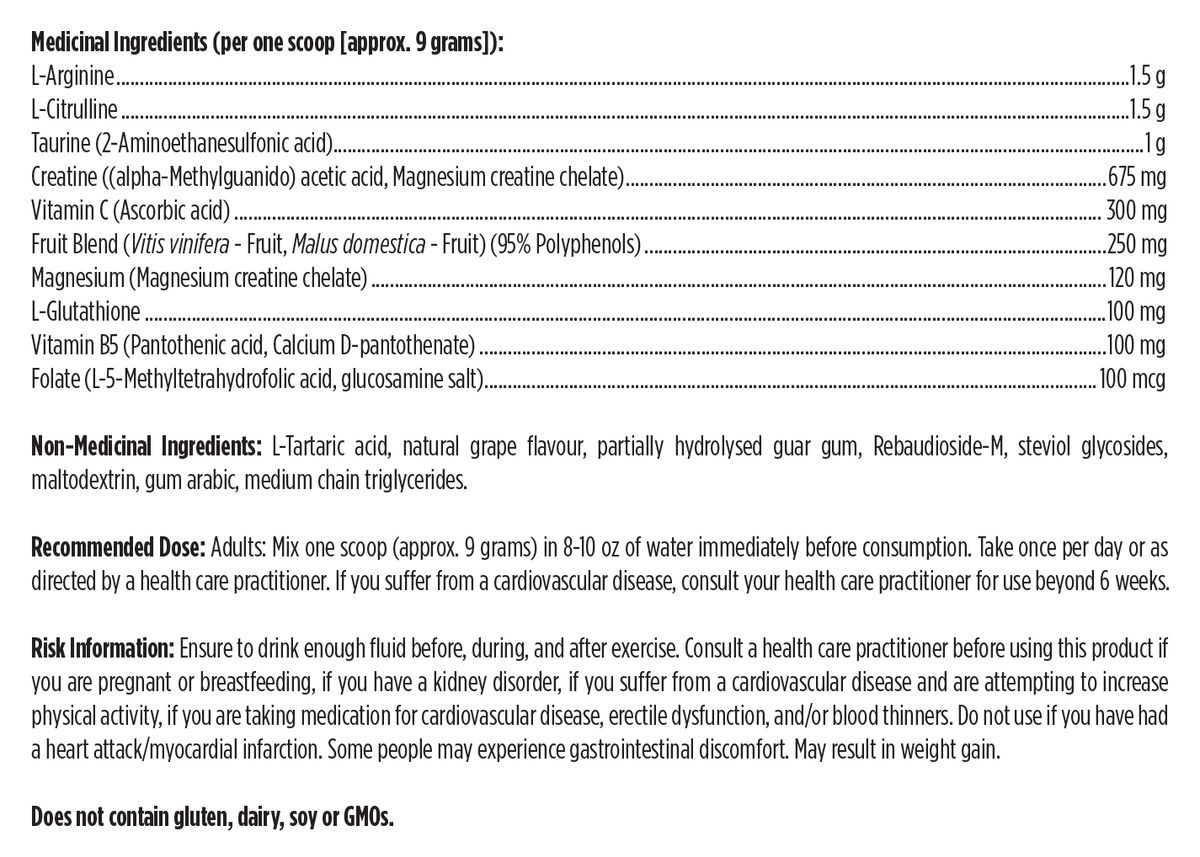 Medicinal Ingredients (per one scoop [approx. 9 grams]):
L-Arginine........................................1.5 g
L-Citrulline........................................1.5 g
Taurine (2-Aminoethanesulfonic acid)........................................1 g
Creatine ((alpha-Methylguanido) acetic acid, Magnesium creatine chelate)........................................675 mg
Vitamin C (Ascorbic acid)........................................300 mg
Fruit Blend (Vitis vinifera - Fruit, Malus domestica - Fruit) (95% Polyphenols)........................................250 mg
Magnesium (Magnesium creatine chelate)........................................120 mg
L-Glutathione........................................100 mg
Vitamin B5 (Pantothenic acid, Calcium D-pantothenate)........................................100 mg
Folate (L-5-Methyltetrahydrofolic acid, glucosamine salt)........................................100 mcg
Non-Medicinal Ingredients: L-Tartaric acid, natural grape flavour, partially hydrolysed guar gum, Rebaudioside-M, steviol glycosides,
maltodextrin, gum arabic, medium chain triglycerides.
Recommended Dose: Adults: Mix one scoop (approx. 9 grams) in 8-10 oz of water immediately before consumption. Take once per day or as
directed by a health care practitioner. If you suffer from a cardiovascular disease, consult your health care practitioner for use beyond 6 weeks.
Risk Information: Ensure to drink enough fluid before, during, and after exercise. Consult a health care practitioner before using this product if
you are pregnant or breastfeeding, if you have a kidney disorder, if you suffer from a cardiovascular disease and are attempting to increase
physical activity, if you are taking medication for cardiovascular disease, erectile dysfunction, and/or blood thinners. Do not use if you have had
a heart attack/myocardial infarction. Some people may experience gastrointestinal discomfort. May result in weight gain.
Does not contain gluten, dairy, soy or GMOs.